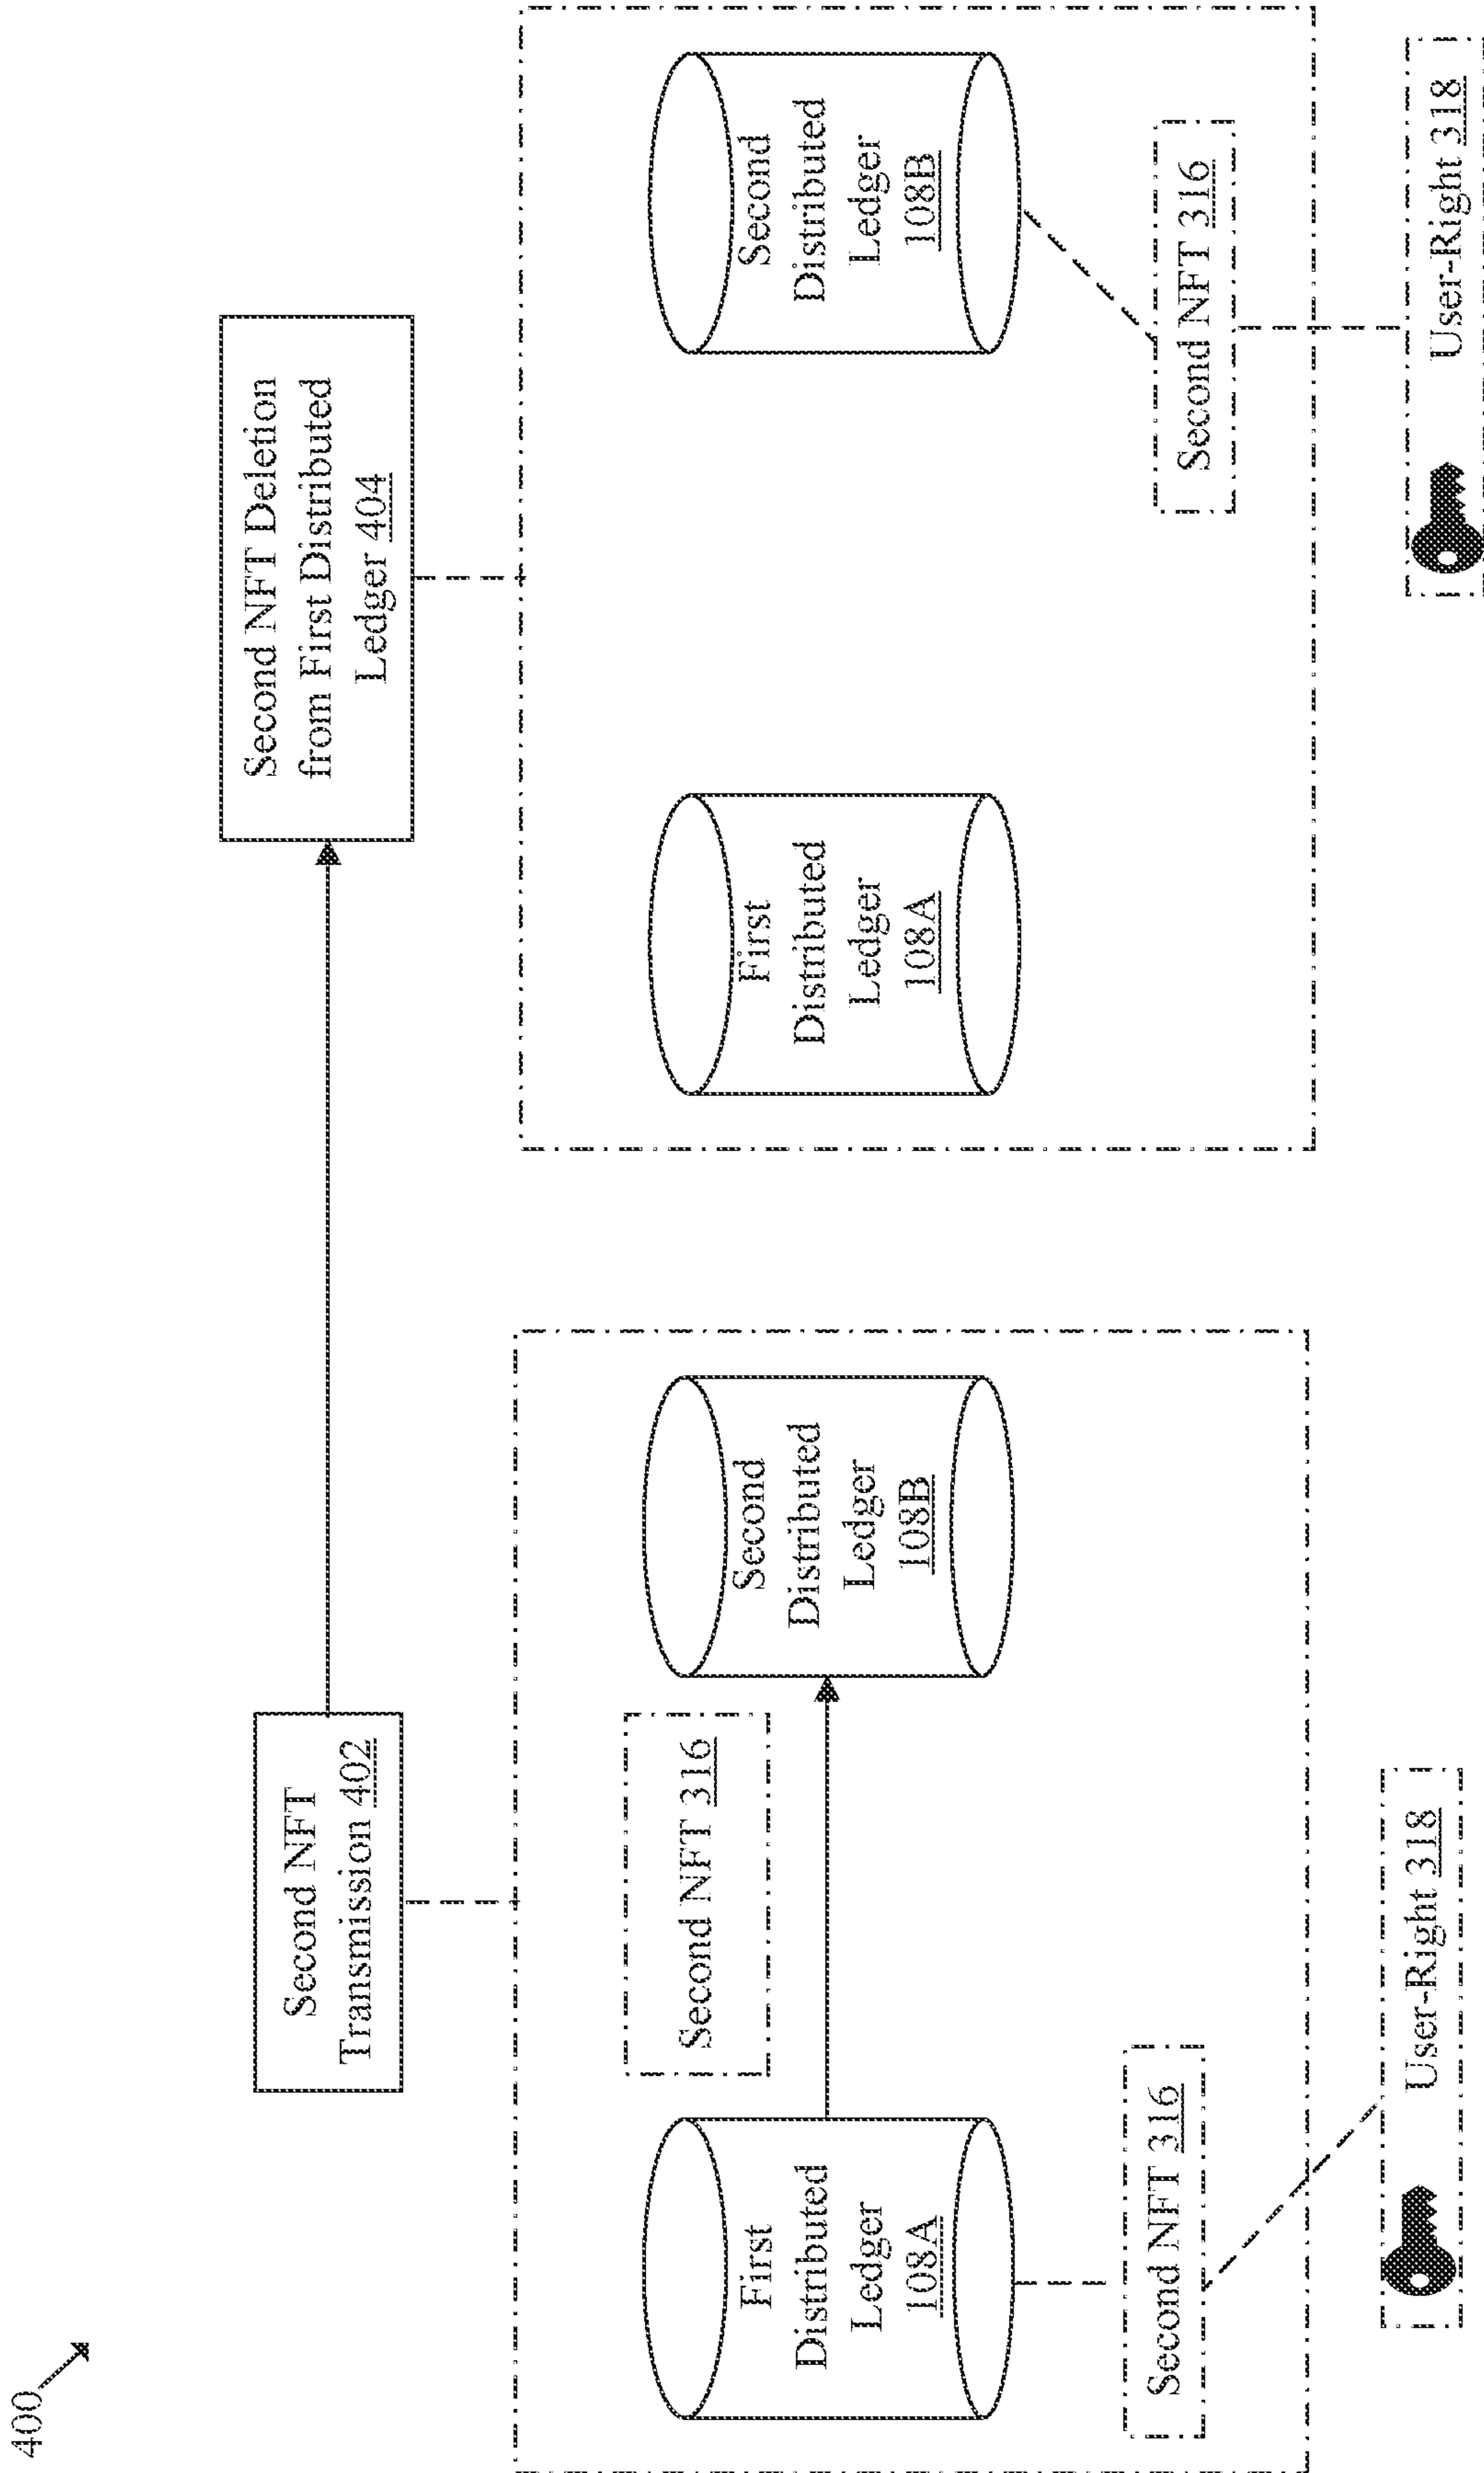 400
Second NFT
Transmission 402
Second NFT Deletion
from First Distributed
Ledger 404
Second NFT 316
First
Distributed
Ledger
108A
Second
Distributed
Ledger
108B
Second NFT 316
User-Right 318
First
Distributed
Ledger
108A
Second
Distributed
Ledger
108B
Second NFT 316
User-Right 318